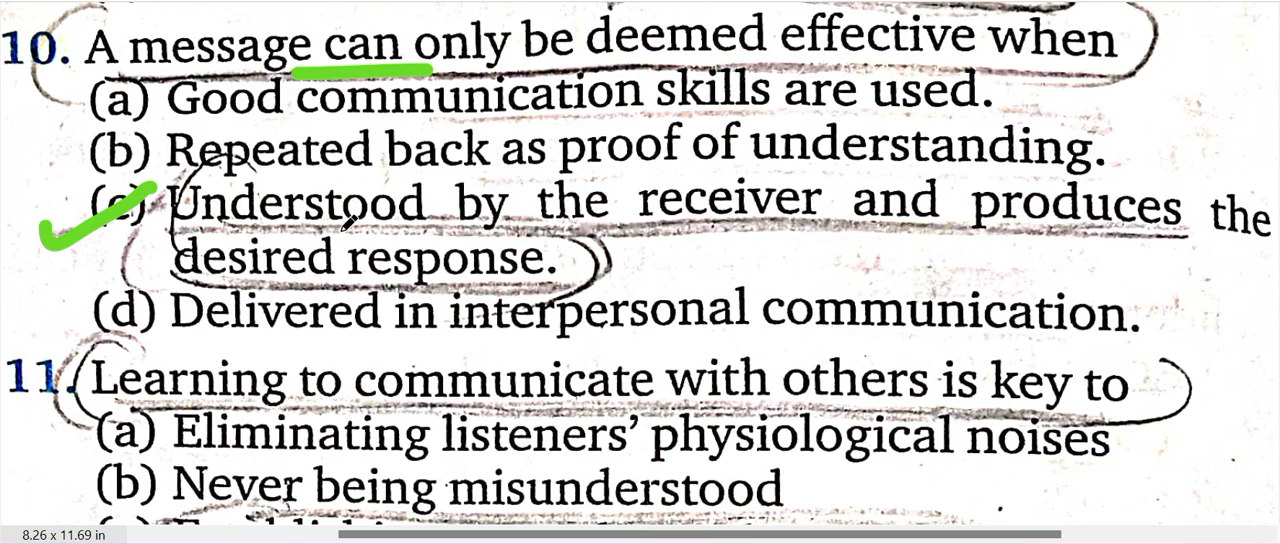 10. A message can only be deemed effective when
(a) Good communication skills are used.
(b) Repeated back as proof of understanding.
(c) Understood by the receiver and produces the
desired response.
(d) Delivered in interpersonal communication.
11. Learning to communicate with others is key to
(a) Eliminating listeners' physiological noises
(b) Never being misunderstood
8.26 x 11.69 in